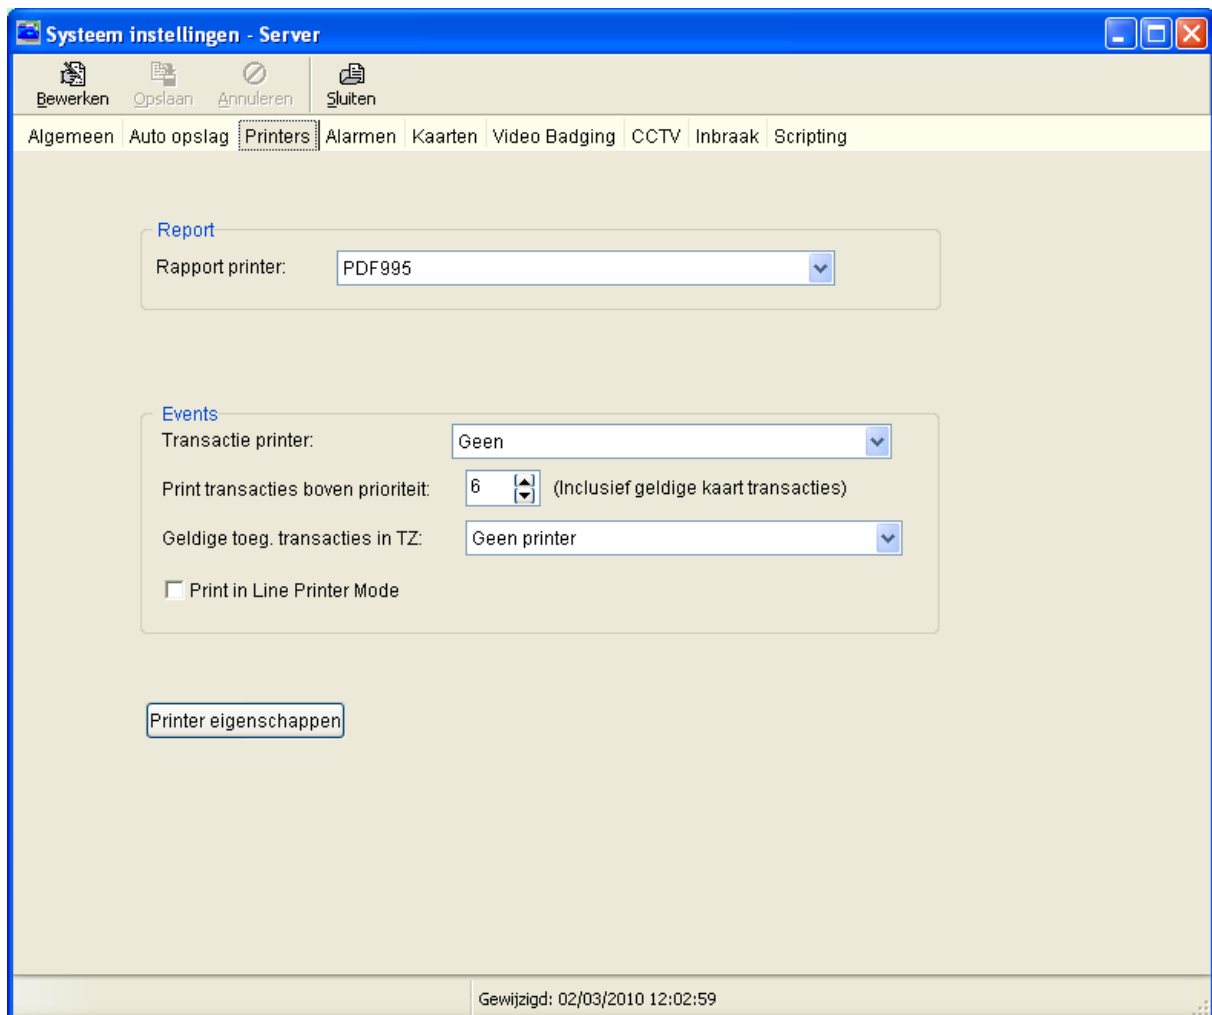 Systeem instellingen - Server
Bewerken Opslaan Annuleren Sluiten
Algemeen Auto opslag Printers Alarmen Kaarten Video Badging CCTV Inbraak Scripting
Report
Rapport printer: PDF995
Events
Transactie printer: Geen
Print transacties boven prioriteit: 6 (Inclusief geldige kaart transacties)
Geldige toeg. transacties in TZ: Geen printer
Print in Line Printer Mode
Printer eigenschappen
Gewijzigd: 02/03/2010 12:02:59